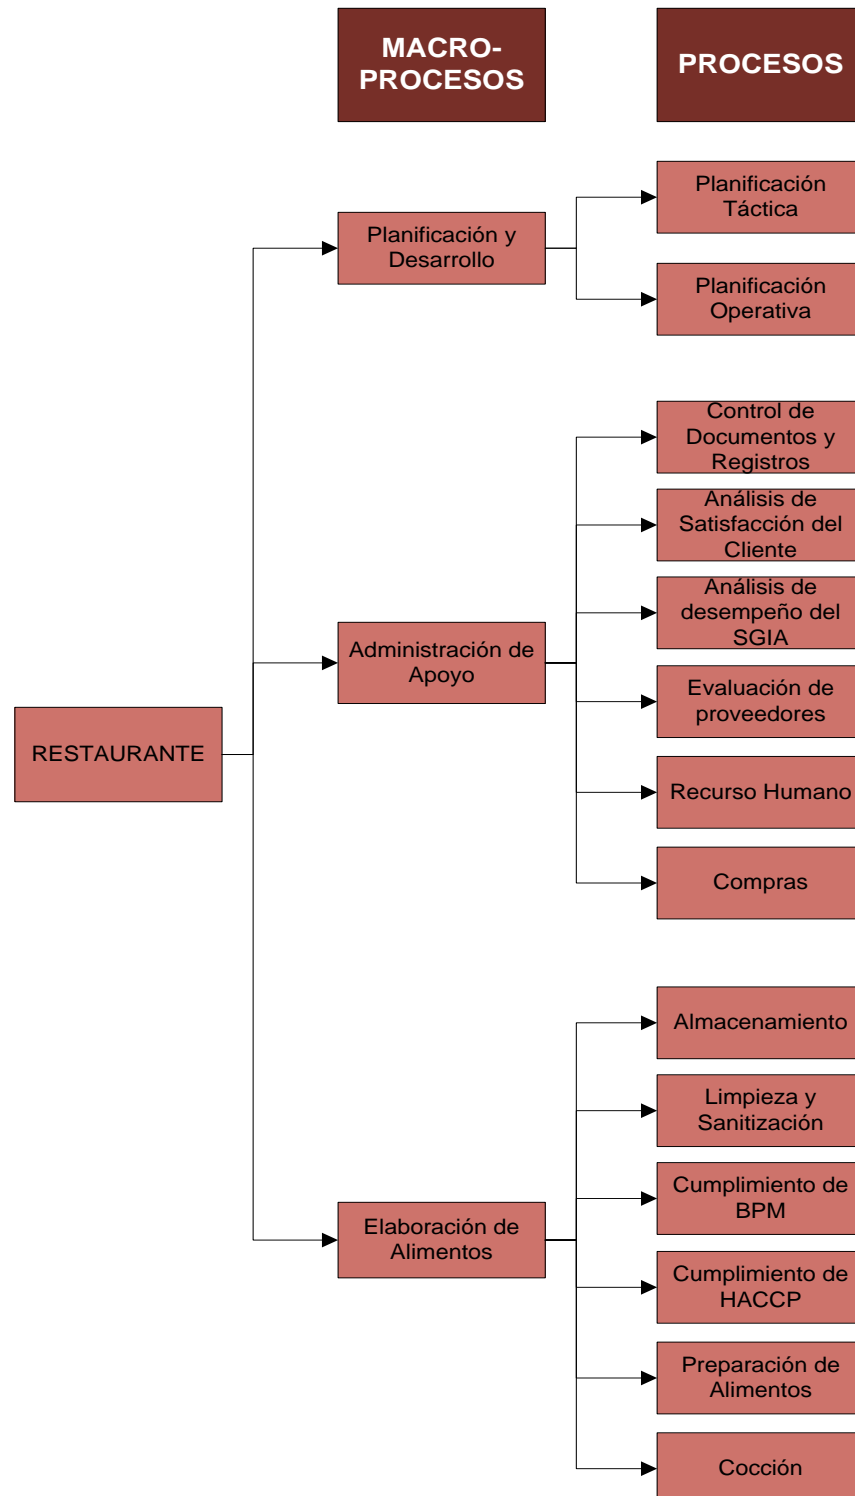 MACRO-
PROCESOS
PROCESOS
Planificación
Táctica
Planificación y
Desarrollo
Planificación
Operativa
Control de
Documentos y
Registros
Análisis de
Satisfacción del
Cliente
Análisis de
desempeño del
SGIA
Administración de
Apoyo
Evaluación de
proveedores
RESTAURANTE
Recurso Humano
Compras
Almacenamiento
Limpieza y
Sanitización
Cumplimiento de
BPM
Elaboración de
Alimentos
Cumplimiento de
HACCP
Preparación de
Alimentos
Cocción